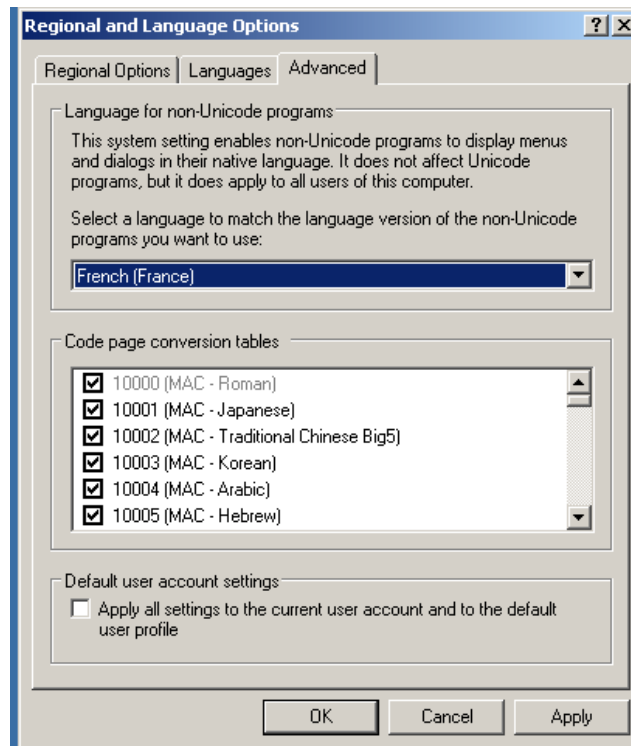 Regional and Language Options
Regional Options
Languages
Advanced
Language for non-Unicode programs
This system setting enables non-Unicode programs to display menus
and dialogs in their native language. It does not affect Unicode
programs, but it does apply to all users of this computer.
Select a language to match the language version of the non-Unicode
programs you want to use:
French (France)
Code page conversion tables
10000 (MAC - Roman)
10001 (MAC - Japanese)
10002 (MAC - Traditional Chinese Big5)
10003 (MAC - Korean)
10004 (MAC - Arabic)
10005 (MAC - Hebrew)
Default user account settings
Apply all settings to the current user account and to the default
user profile
OK
Cancel
Apply